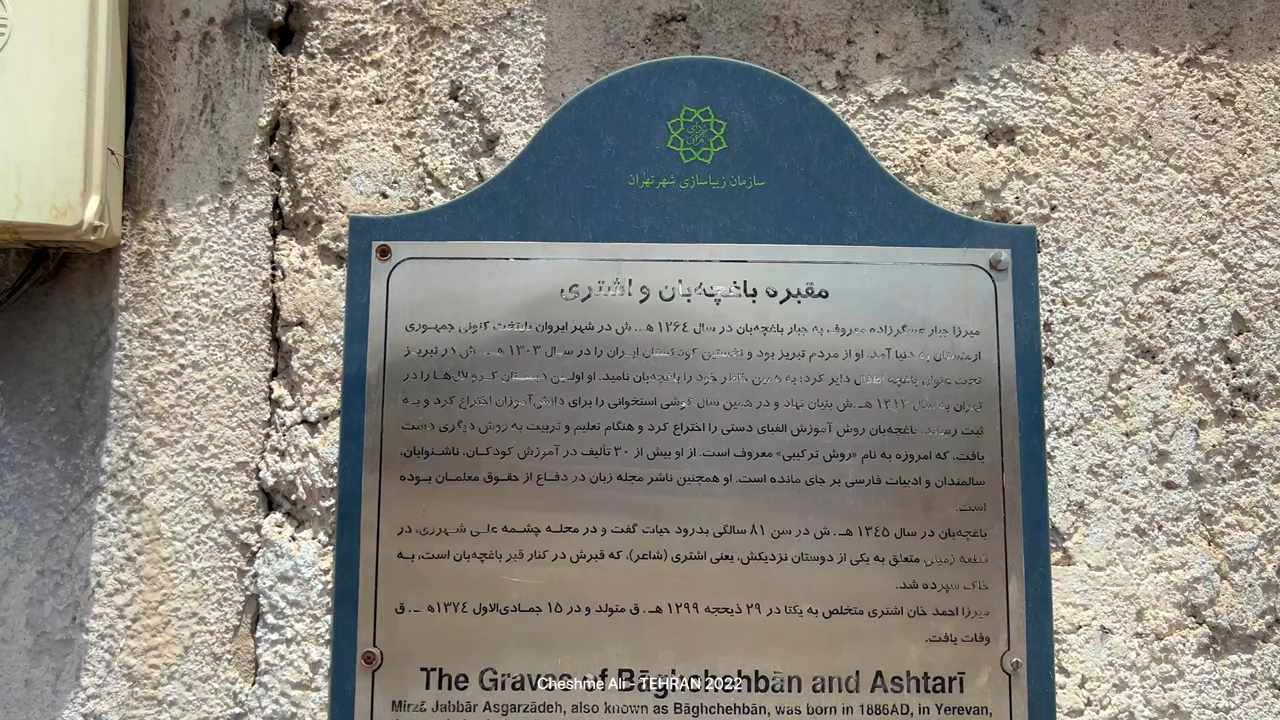 سازمان زیباسازی شهر تهران
مقبره باغچه‌بان و اشتری
میرزا جبار عسگرزاده معروف به جبار باغچه‌بان در سال ۱۲۶٤ هـ. ش در شهر ایروان پایتخت کنونی جمهوری
ارمنستان به دنیا آمد. او از مردم تبریز بود و نخستین کودکستان ایران را در سال ۱۳۰۳ هـ. ش در تبریز
تحت عنوان باغچه اطفال دایر کرد؛ به همین خاطر خود را باغچه‌بان نامید. او اولین دبستان کر و لال‌ها را در
تهران به سال ۱۳۱۲ هـ.ش بنیان نهاد و در همین سال گوشی استخوانی را برای دانش‌آموزان اختراع کرد و به
ثبت رساند. باغچه‌بان روش آموزش الفبای دستی را اختراع کرد و هنگام تعلیم و تربیت به روش دیگری دست
یافت، که امروزه به نام «روش ترکیبی» معروف است. از او بیش از ۳۰ تألیف در آموزش کودکان، ناشنوایان،
سالمندان و ادبیات فارسی بر جای مانده است. او همچنین ناشر مجله زبان در دفاع از حقوق معلمان بوده
است.
باغچه‌بان در سال ۱۳٤٥ هـ. ش در سن ۸۱ سالگی بدرود حیات گفت و در محله چشمه علی شهرری، در
قطعه زمینی متعلق به یکی از دوستان نزدیکش، یعنی اشتری (شاعر)، که قبرش در کنار قبر باغچه‌بان است، به
خاک سپرده شد.
میرزا احمد خان اشتری متخلص به یکتا در ۲۹ ذیحجه ۱۲۹۹ هـ. ق متولد و در ۱٥ جمادی‌الاول ۱۳۷٤هـ . ق
وفات یافت.
The Graves of Bāghchehbān and Ashtarī
Cheshme Ali - TEHRAN 2022
Mirzā Jabbār Asgarzādeh, also known as Bāghchehbān, was born in 1886AD, in Yerevan,